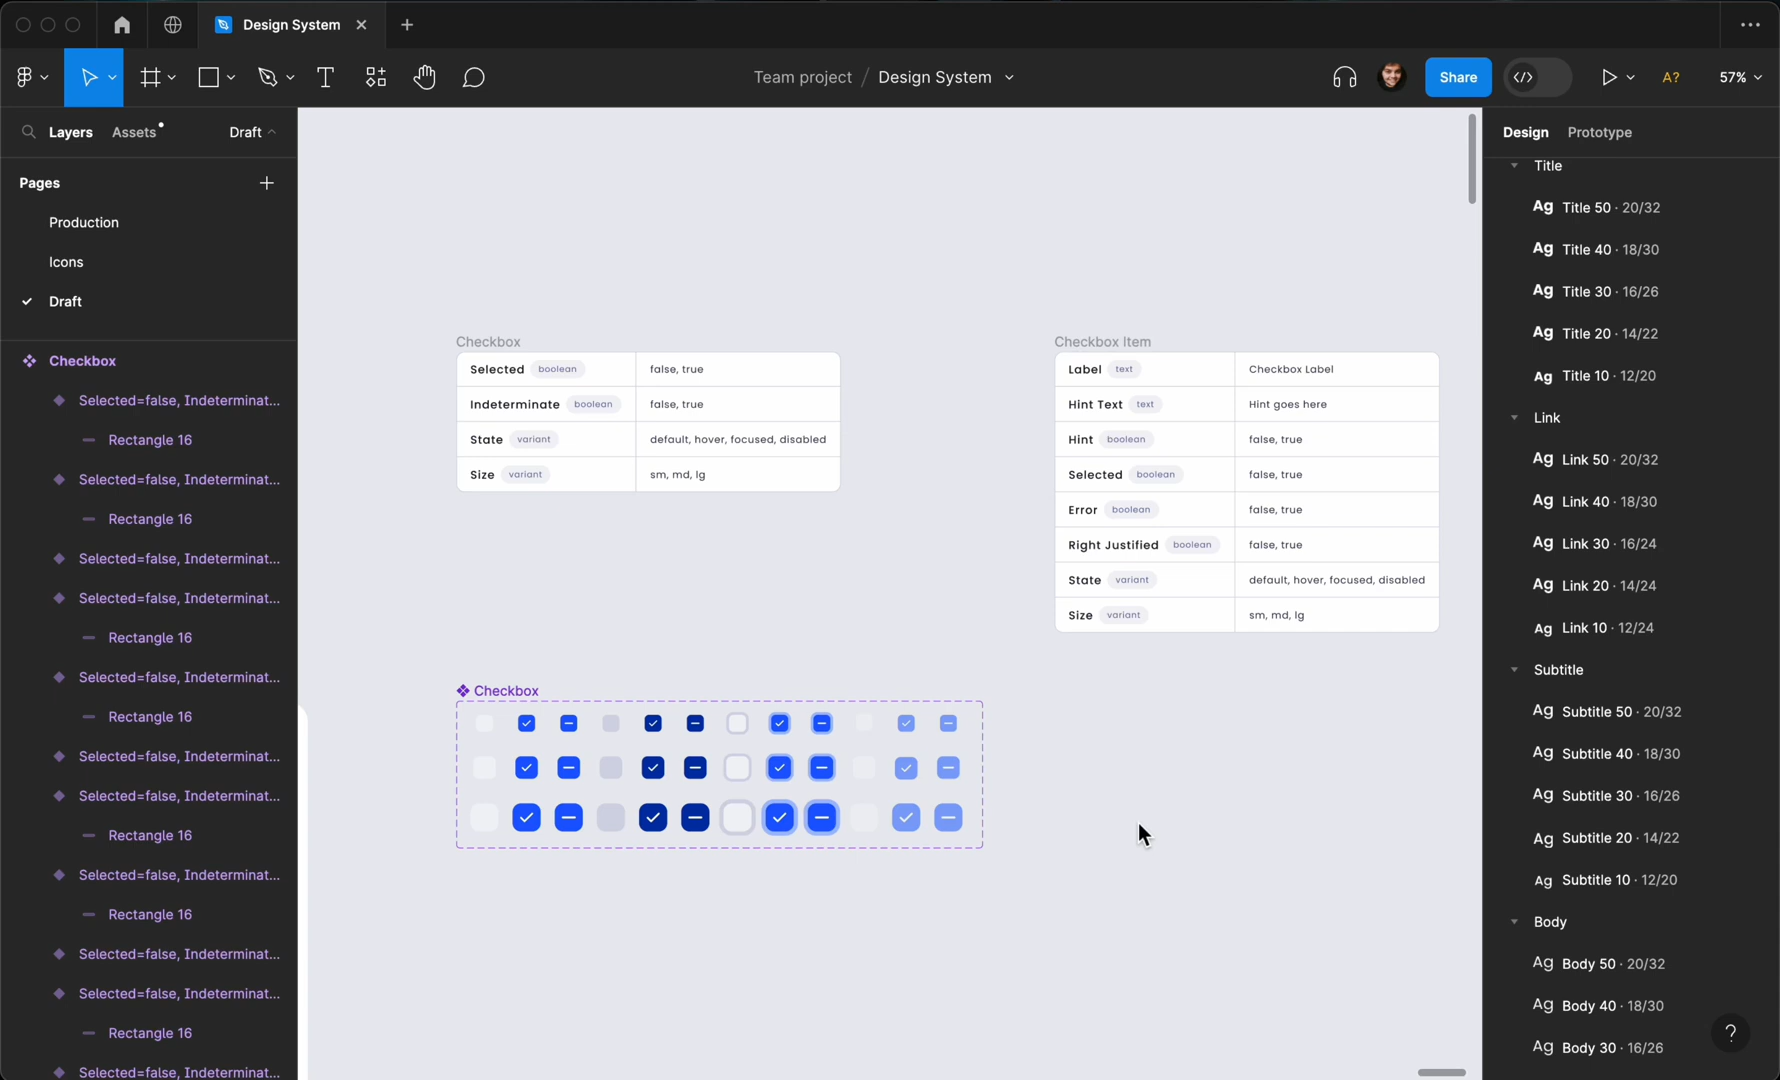 Design System
Team project / Design System
Share
A?
57%
Layers
Assets
Draft
Pages
Production
Icons
Draft
Checkbox
Selected=false, Indeterminat...
Rectangle 16
Selected=false, Indeterminat...
Rectangle 16
Selected=false, Indeterminat...
Selected=false, Indeterminat...
Rectangle 16
Selected=false, Indeterminat...
Rectangle 16
Selected=false, Indeterminat...
Selected=false, Indeterminat...
Rectangle 16
Selected=false, Indeterminat...
Rectangle 16
Selected=false, Indeterminat...
Selected=false, Indeterminat...
Rectangle 16
Selected=false, Indeterminat...
Checkbox
Selected boolean false, true
Indeterminate boolean false, true
State variant default, hover, focused, disabled
Size variant sm, md, lg
Checkbox Item
Label text Checkbox Label
Hint Text text Hint goes here
Hint boolean false, true
Selected boolean false, true
Error boolean false, true
Right Justified boolean false, true
State variant default, hover, focused, disabled
Size variant sm, md, lg
Checkbox
Design
Prototype
Title
Ag Title 50 · 20/32
Ag Title 40 · 18/30
Ag Title 30 · 16/26
Ag Title 20 · 14/22
Ag Title 10 · 12/20
Link
Ag Link 50 · 20/32
Ag Link 40 · 18/30
Ag Link 30 · 16/24
Ag Link 20 · 14/24
Ag Link 10 · 12/24
Subtitle
Ag Subtitle 50 · 20/32
Ag Subtitle 40 · 18/30
Ag Subtitle 30 · 16/26
Ag Subtitle 20 · 14/22
Ag Subtitle 10 · 12/20
Body
Ag Body 50 · 20/32
Ag Body 40 · 18/30
Ag Body 30 · 16/26
?